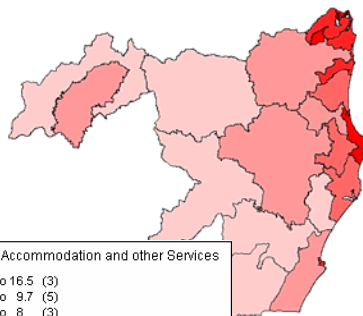 Accommodation and other Services
o 16.5 (3)
o 9.7 (5)
o 8 (3)